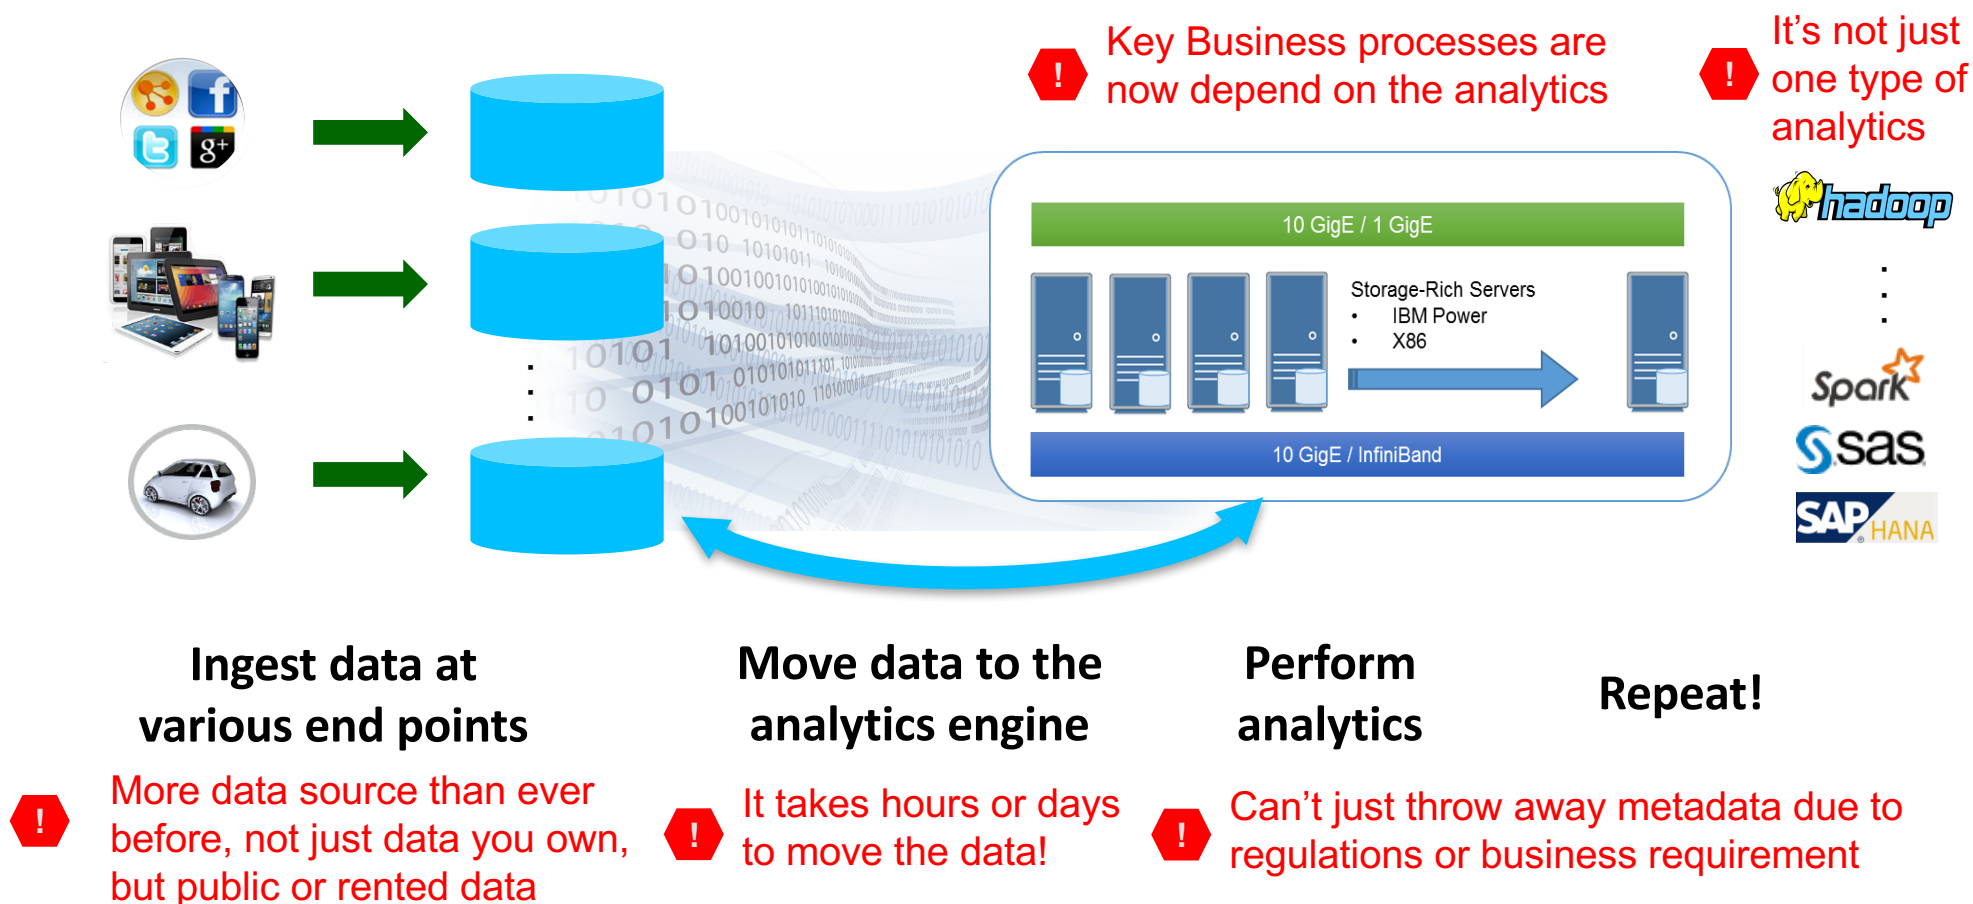 Key Business processes are
now depend on the analytics
It's not just
one type of
analytics
!
!
f
g+
hadoop
10 GigE / 1 GigE
Storage-Rich Servers
• IBM Power
• X86
Spark
sas
SAP HANA
10 GigE / InfiniBand
Ingest data at
various end points
Move data to the
analytics engine
Perform
analytics
Repeat!
!
More data source than ever
before, not just data you own,
but public or rented data
!
It takes hours or days
to move the data!
!
Can't just throw away metadata due to
regulations or business requirement